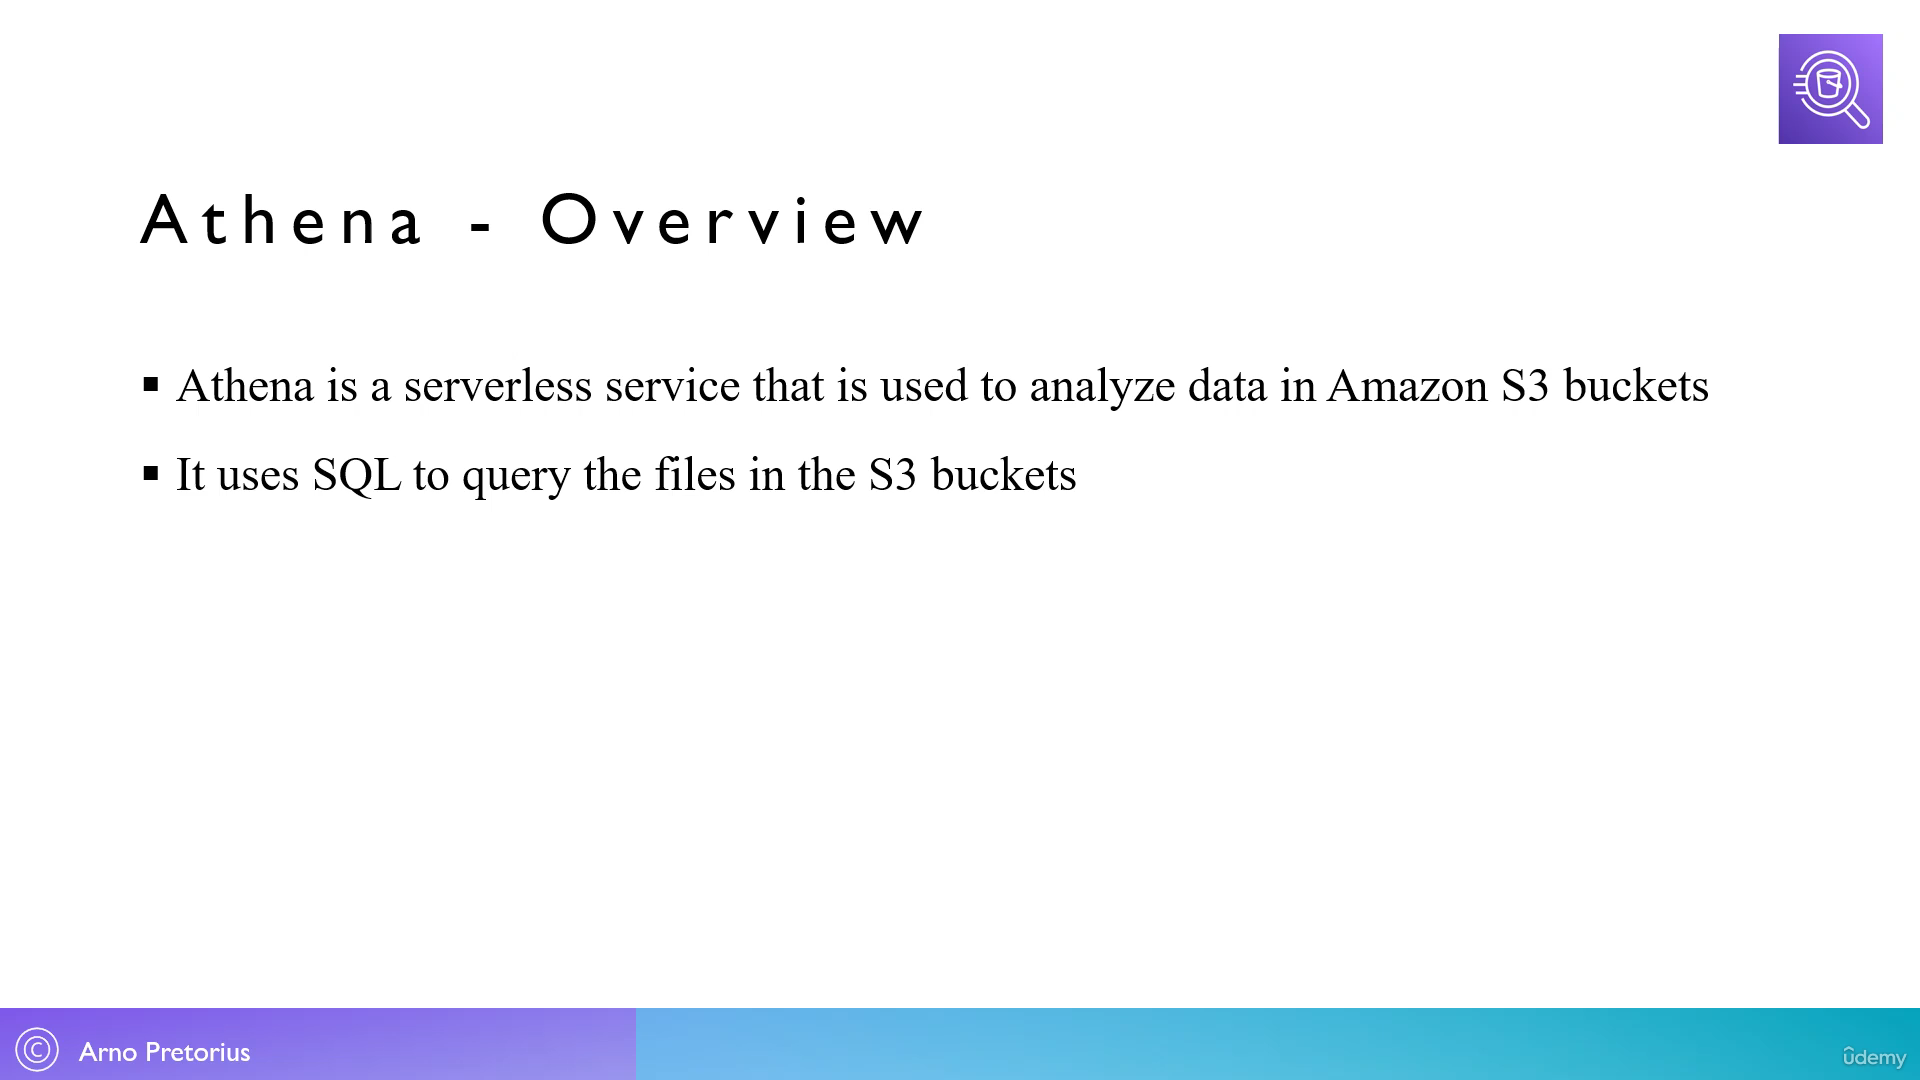 Athena - Overview
▪ Athena is a serverless service that is used to analyze data in Amazon S3 buckets
▪ It uses SQL to query the files in the S3 buckets
© Arno Pretorius
ûdemy